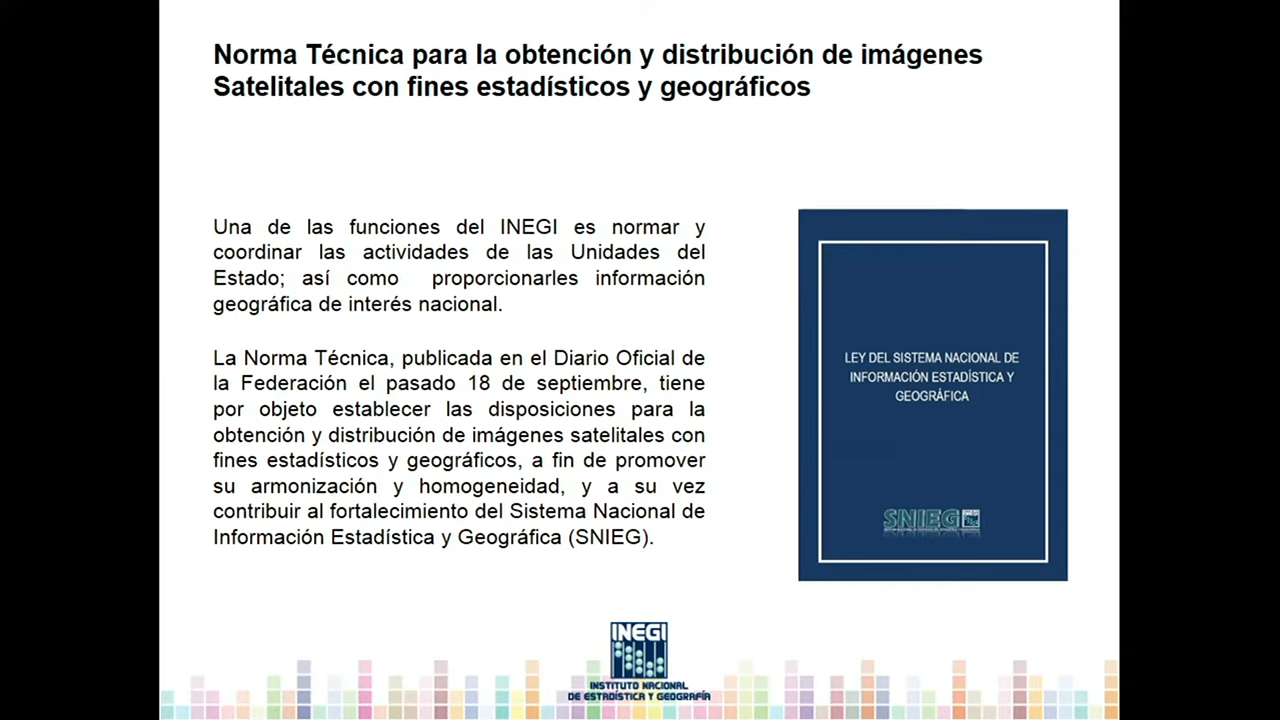 Norma Técnica para la obtención y distribución de imágenes
Satelitales con fines estadísticos y geográficos
Una de las funciones del INEGI es normar y
coordinar las actividades de las Unidades del
Estado; así como proporcionarles información
geográfica de interés nacional.
La Norma Técnica, publicada en el Diario Oficial de
la Federación el pasado 18 de septiembre, tiene
por objeto establecer las disposiciones para la
obtención y distribución de imágenes satelitales con
fines estadísticos y geográficos, a fin de promover
su armonización y homogeneidad, y a su vez
contribuir al fortalecimiento del Sistema Nacional de
Información Estadística y Geográfica (SNIEG).
LEY DEL SISTEMA NACIONAL DE
INFORMACIÓN ESTADÍSTICA Y
GEOGRÁFICA
SNIEG
INEGI
INSTITUTO NACIONAL
DE ESTADÍSTICA Y GEOGRAFÍA